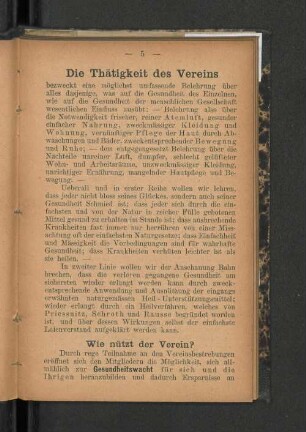 — 5 —
Die Thätigkeit des Vereins
bezweckt eine möglichst umfassende Belehrung über
alles dasjenige, was auf die Gesundheit des Einzelnen,
wie auf die Gesundheit der menschlichen Gesellschaft
wesentlichen Einfluss ausübt: — Belehrung also über
die Notwendigkeit frischer, reiner Atemluft, gesunder
einfacher Nahrung, zweckmässiger Kleidung und
Wohnung, vernünftiger Pflege der Haut durch Ab-
waschungen und Bäder, zweckentsprechende Bewegung
und Ruhe; — den entgegengesetzt Belehrung über die
Nachteile unreiner Luft, dumpfer, schlecht gelüfteter
Wohn- und Arbeitsräume, unzweckmässiger Kleidung,
unrichtiger Ernährung, mangelnder Hautpflege und Be-
wegung. —
Ueberall und in erster Reihe wollen wir lehren,
dass jeder nicht bloss seines Glückes, sondern auch seiner
Gesundheit Schmied ist, dass jeder sich durch die ein-
fachsten und von der Natur in reicher Fülle gebotenen
Mittel gesund zu erhalten im Stande ist; dass ansteckende
Krankheiten fast immer nur herrühren von einer Miss-
achtung der oft einfachsten Naturgesetze; dass Einfachheit
und Mässigkeit die Vorbedingungen sind für wahrhafte
Gesundheit; dass Krankheiten verhüten leichter ist, als
heilen. —
In zweiter Linie wollen wir der Anschauung Bahn
brechen, dass die verloren gegangene Gesundheit am
sichersten wieder erlangt werden kann durch zweck-
entsprechende Anwendung und Ausübung der einzigen
erwähnten natürlichen Heil-Unterstützungsmittel
wieder erlangt durch ein Heilverfahren, welches von
Priessnitz, Schroth und Rausse begründet worden
ist, und über dessen Wirkungen selbst der einfachste
Laienverstand aufgeklärt werden kann.
Wie nützt der Verein?
Durch rege Teilnahme an den Vereinsbestrebungen
eröffnet sich den Mitgliedern die Möglichkeit, sich all-
mählich zur Gesundheitswacht für sich und die
Ihrigen heranzubilden und dadurch Ersparnisse an